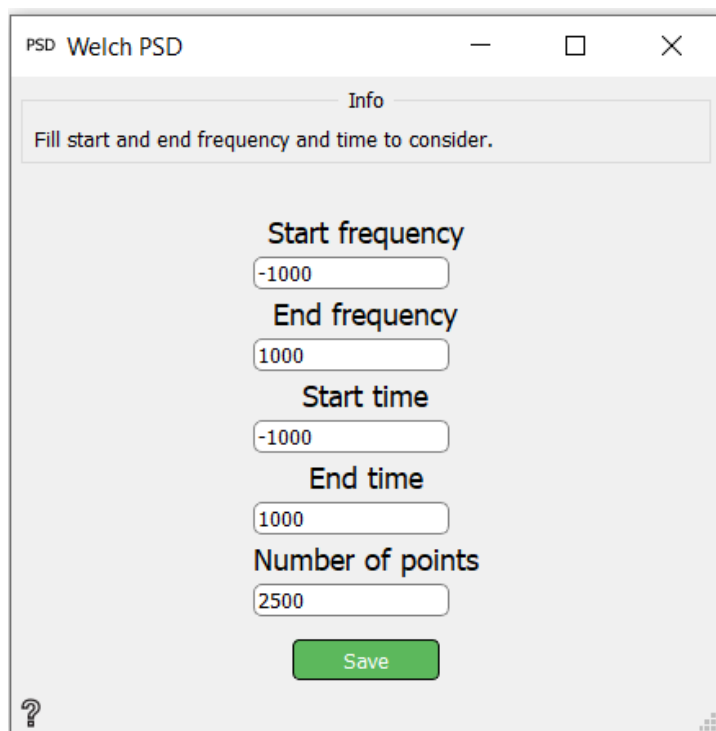 PSD Welch PSD
Info
Fill start and end frequency and time to consider.
Start frequency
-1000
End frequency
1000
Start time
-1000
End time
1000
Number of points
2500
Save
?